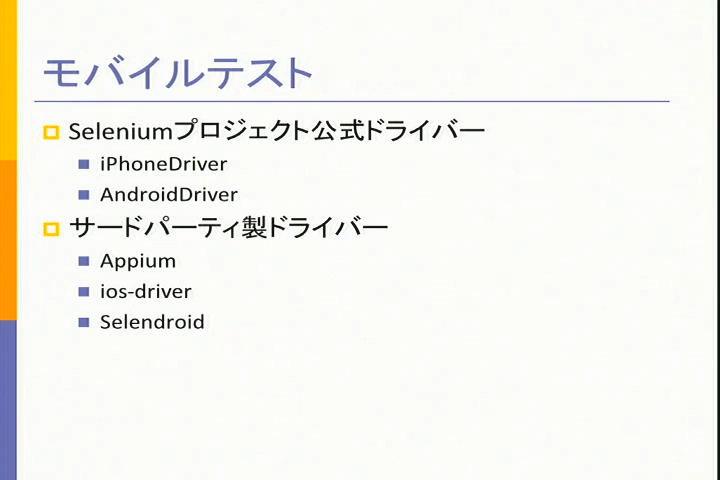 モバイルテスト
Seleniumプロジェクト公式ドライバー
iPhoneDriver
AndroidDriver
サードパーティ製ドライバー
Appium
ios-driver
Selendroid